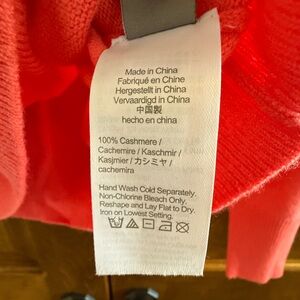 Made in China
Fabriqué en Chine
Hergestellt in China
Vervaardigd in China
中国製
hecho en china
100% Cashmere /
Cachemire / Kaschmir /
Kasjmier / カシミヤ /
cachemira
Hand Wash Cold Separately.
Non-Chlorine Bleach Only.
Reshape and Lay Flat to Dry.
Iron on Lowest Setting.